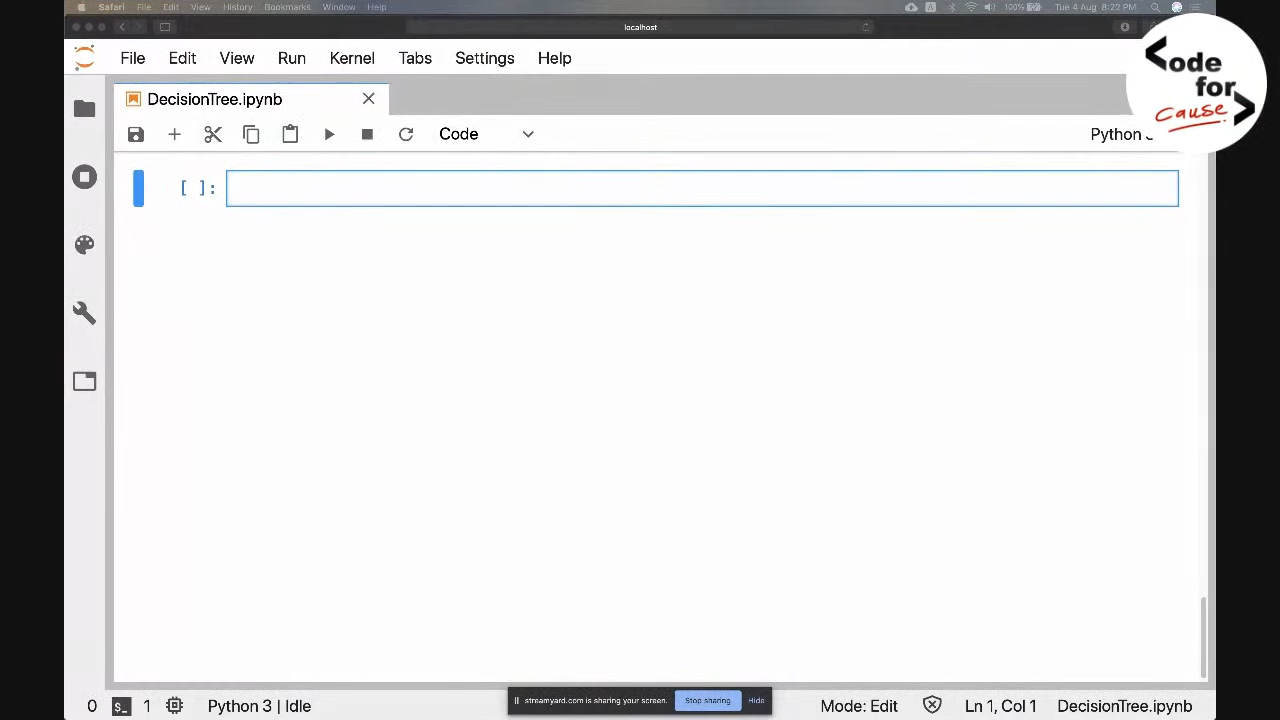 Safari File Edit View History Bookmarks Window Help 100% Tue 4 Aug 8:22 PM
localhost
File Edit View Run Kernel Tabs Settings Help
<ode for cause>
DecisionTree.ipynb
Code Python
[ ]:
streamyard.com is sharing your screen. Stop sharing Hide
0 1 Python 3 | Idle Mode: Edit Ln 1, Col 1 DecisionTree.ipynb